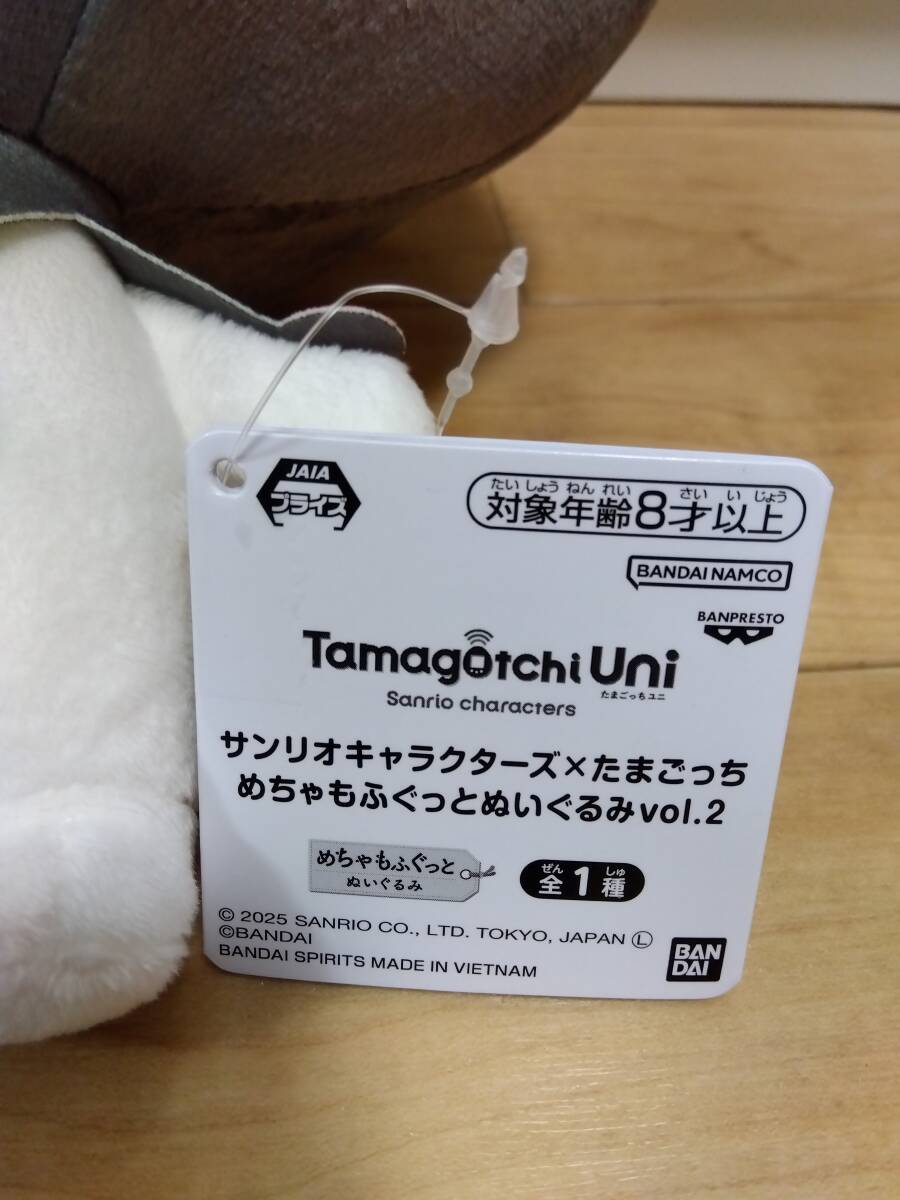 JAIA
プライズ
たいしょうねんれい さいいじょう
対象年齢8才以上
BANDAI NAMCO
BANPRESTO
Tamagotchi Uni
たまごっちユニ
Sanrio characters
サンリオキャラクターズ×たまごっち
めちゃもふぐっとぬいぐるみvol.2
めちゃもふぐっと
ぬいぐるみ
ぜん しゅ
全1種
© 2025 SANRIO CO., LTD. TOKYO, JAPAN Ⓛ
©BANDAI
BANDAI SPIRITS MADE IN VIETNAM
BAN
DAI